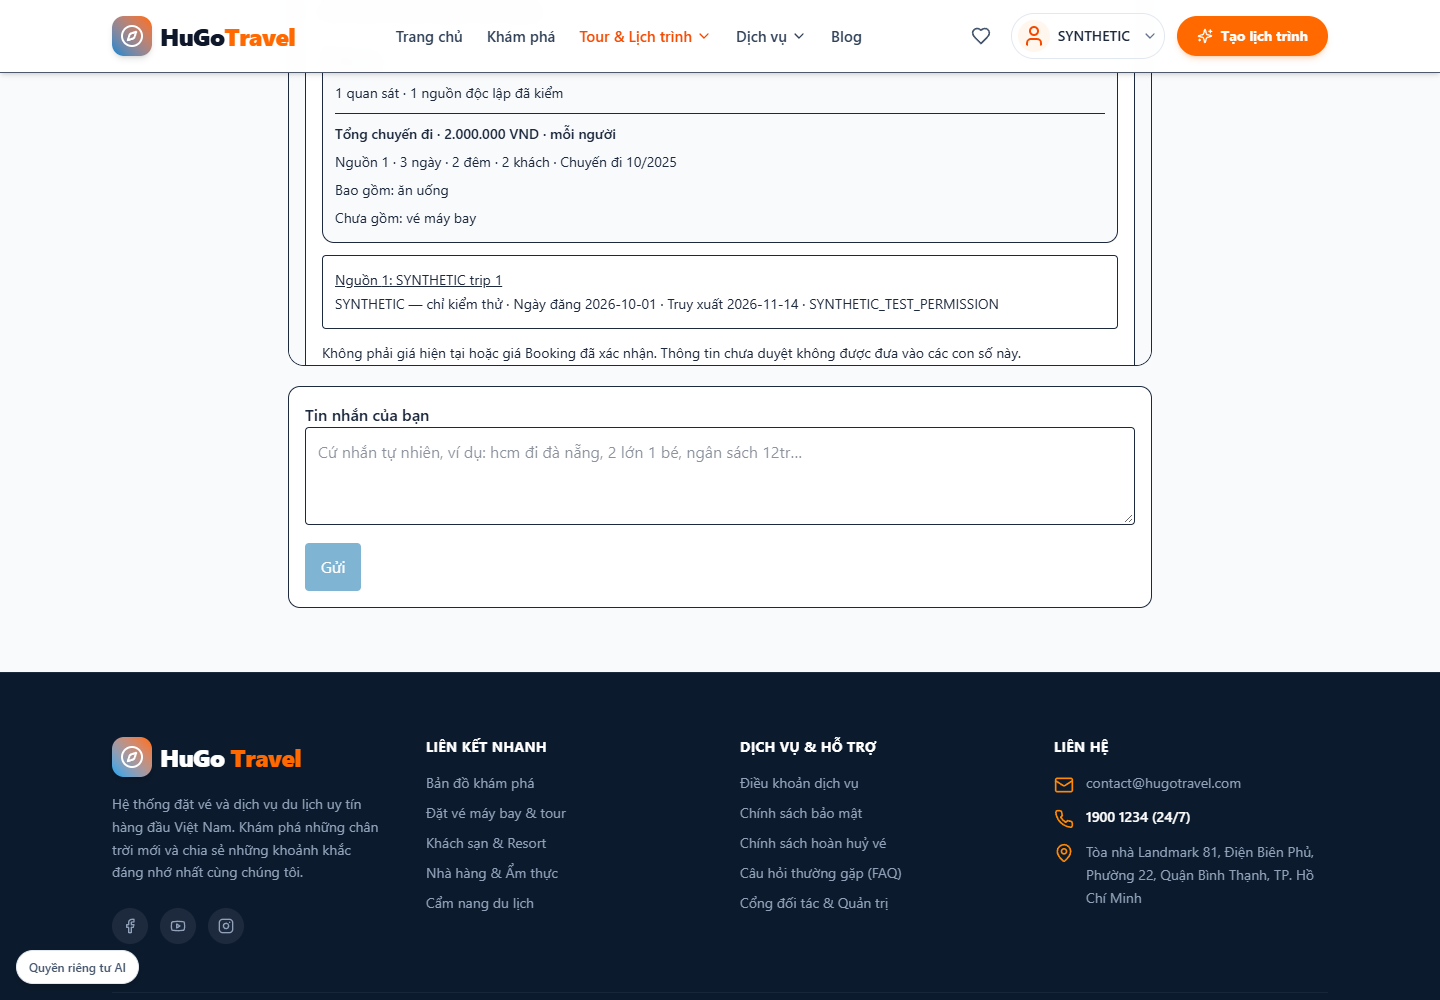 HuGoTravel
Trang chủ
Khám phá
Tour & Lịch trình
Dịch vụ
Blog
SYNTHETIC
Tạo lịch trình
1 quan sát · 1 nguồn độc lập đã kiểm
Tổng chuyến đi · 2.000.000 VND · mỗi người
Nguồn 1 · 3 ngày · 2 đêm · 2 khách · Chuyến đi 10/2025
Bao gồm: ăn uống
Chưa gồm: vé máy bay
Nguồn 1: SYNTHETIC trip 1
SYNTHETIC — chỉ kiểm thử · Ngày đăng 2026-10-01 · Truy xuất 2026-11-14 · SYNTHETIC_TEST_PERMISSION
Không phải giá hiện tại hoặc giá Booking đã xác nhận. Thông tin chưa duyệt không được đưa vào các con số này.
Tin nhắn của bạn
Cứ nhắn tự nhiên, ví dụ: hcm đi đà nẵng, 2 lớn 1 bé, ngân sách 12tr...
Gửi
HuGo Travel
Hệ thống đặt vé và dịch vụ du lịch uy tín
hàng đầu Việt Nam. Khám phá những chân
trời mới và chia sẻ những khoảnh khắc
đáng nhớ nhất cùng chúng tôi.
LIÊN KẾT NHANH
Bản đồ khám phá
Đặt vé máy bay & tour
Khách sạn & Resort
Nhà hàng & Ẩm thực
Cẩm nang du lịch
DỊCH VỤ & HỖ TRỢ
Điều khoản dịch vụ
Chính sách bảo mật
Chính sách hoàn huỷ vé
Câu hỏi thường gặp (FAQ)
Cổng đối tác & Quản trị
LIÊN HỆ
contact@hugotravel.com
1900 1234 (24/7)
Tòa nhà Landmark 81, Điện Biên Phủ,
Phường 22, Quận Bình Thạnh, TP. Hồ
Chí Minh
Quyền riêng tư AI